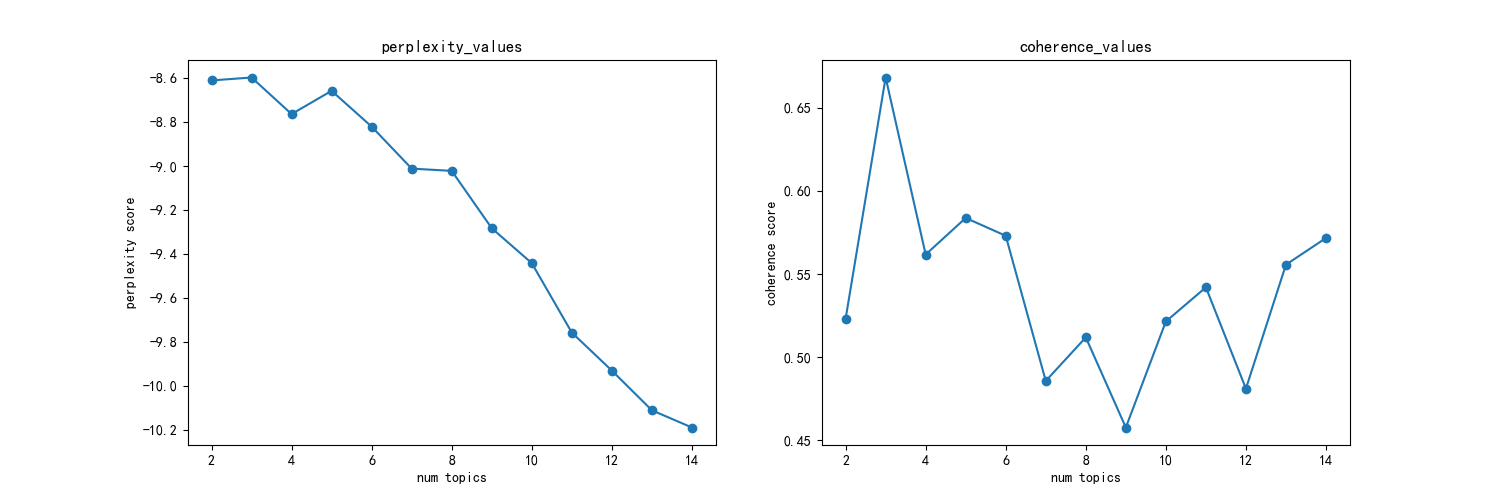 perplexity_values
perplexity score
−8.6
−8.8
−9.0
−9.2
−9.4
−9.6
−9.8
−10.0
−10.2
2 4 6 8 10 12 14
num topics
coherence_values
coherence score
0.65
0.60
0.55
0.50
0.45
2 4 6 8 10 12 14
num topics